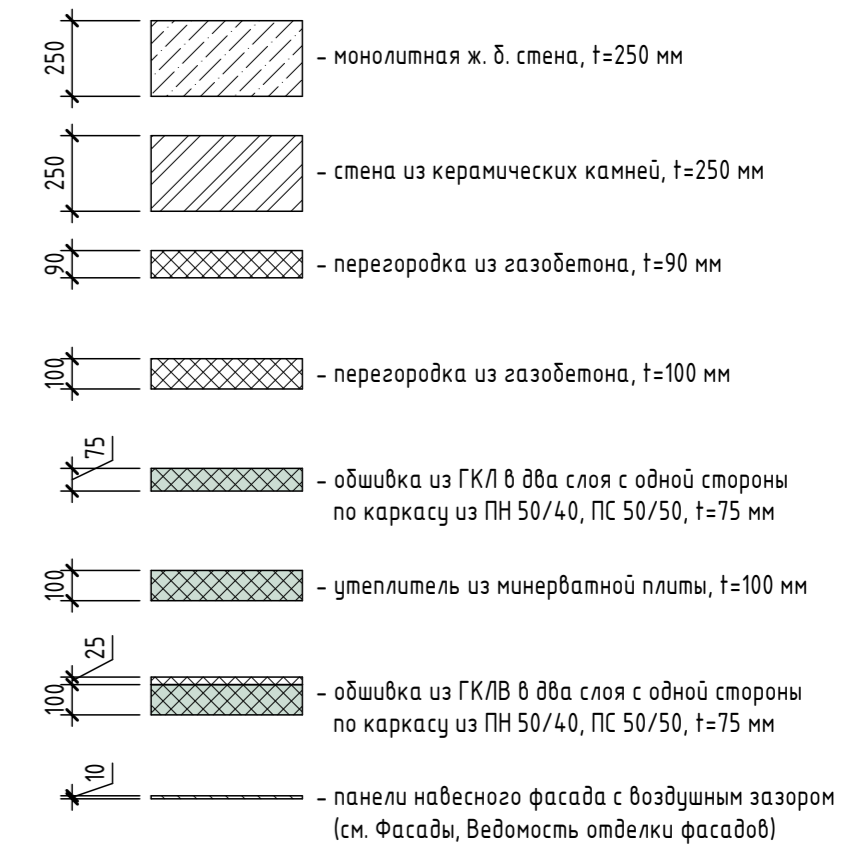 250 – монолитная ж. б. стена, t=250 мм
250 – стена из керамических камней, t=250 мм
90 – перегородка из газобетона, t=90 мм
100 – перегородка из газобетона, t=100 мм
75 – обшивка из ГКЛ в два слоя с одной стороны
по каркасу из ПН 50/40, ПС 50/50, t=75 мм
100 – утеплитель из минерватной плиты, t=100 мм
25
100 – обшивка из ГКЛВ в два слоя с одной стороны
по каркасу из ПН 50/40, ПС 50/50, t=75 мм
10 – панели навесного фасада с воздушным зазором
(см. Фасады, Ведомость отделки фасадов)